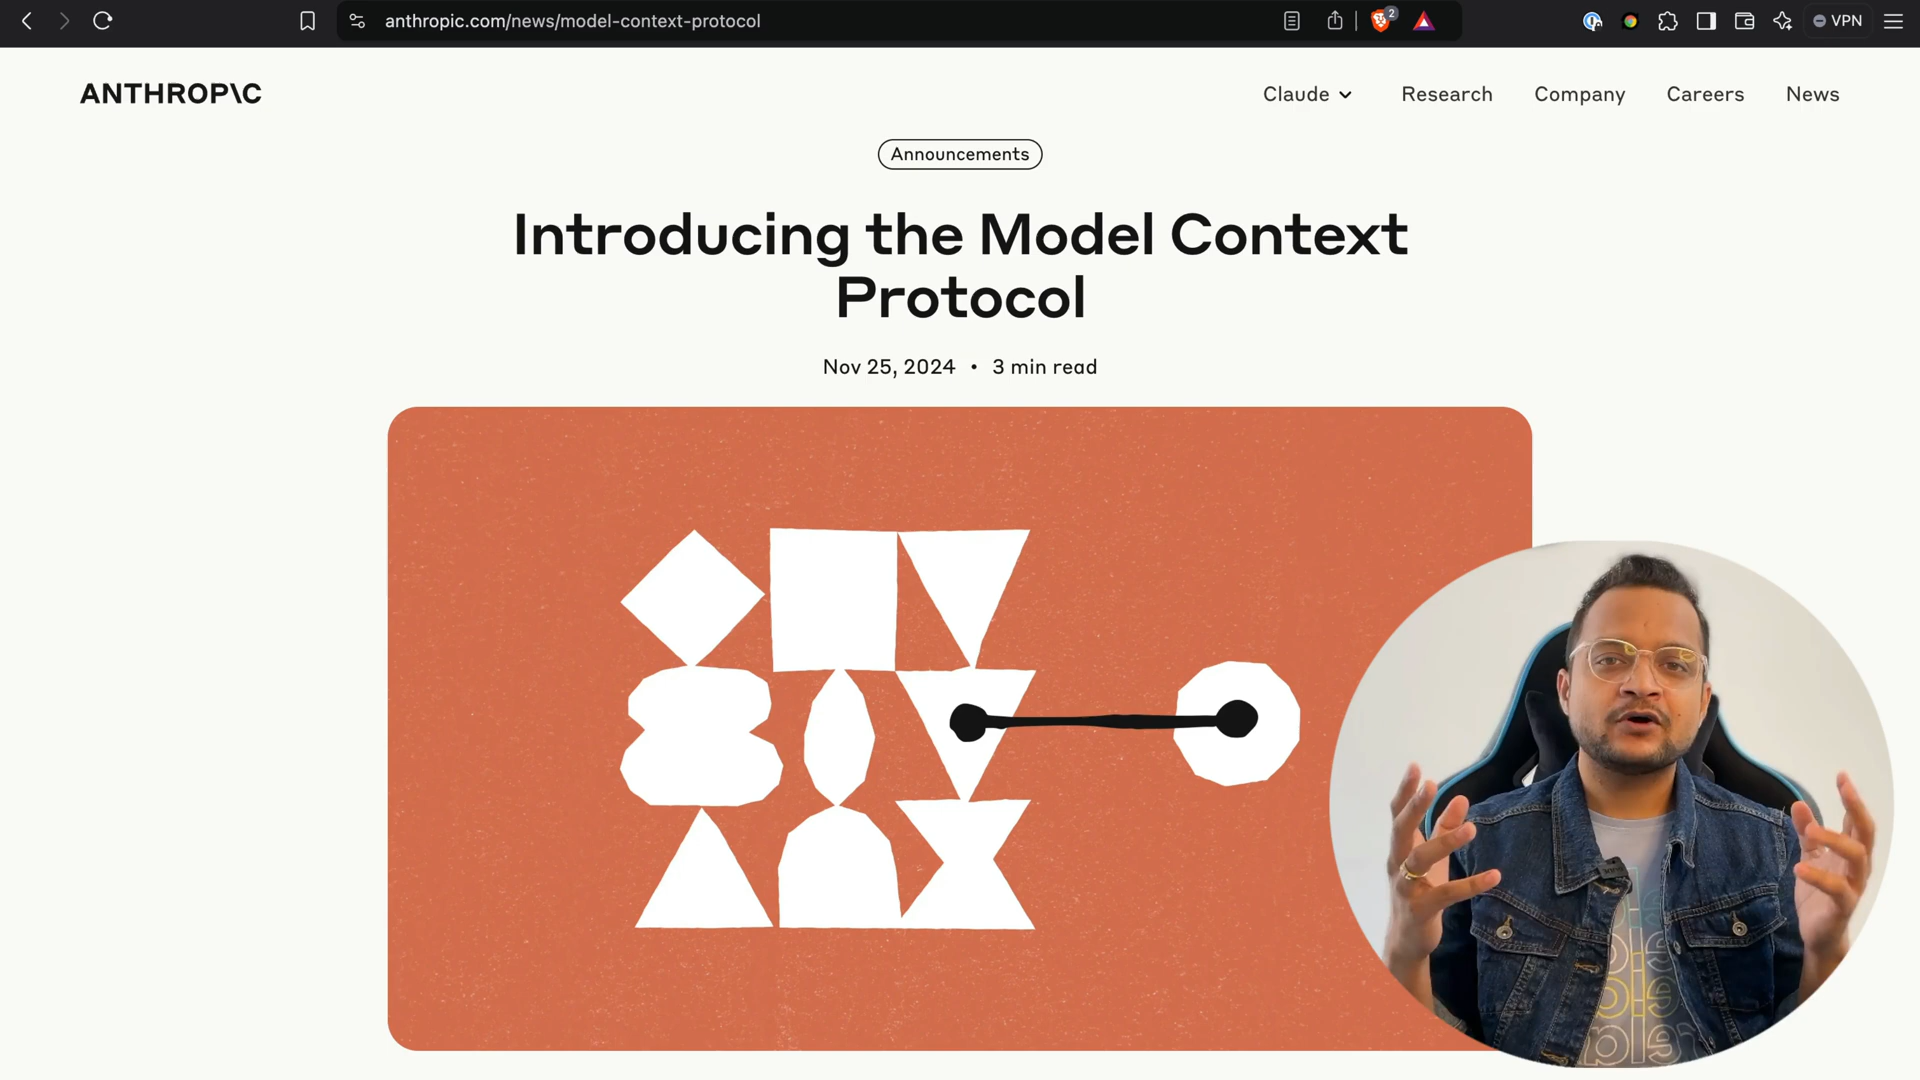 anthropic.com/news/model-context-protocol
2
VPN
ANTHROP\C
Claude
Research
Company
Careers
News
Announcements
Introducing the Model Context
Protocol
Nov 25, 2024 • 3 min read